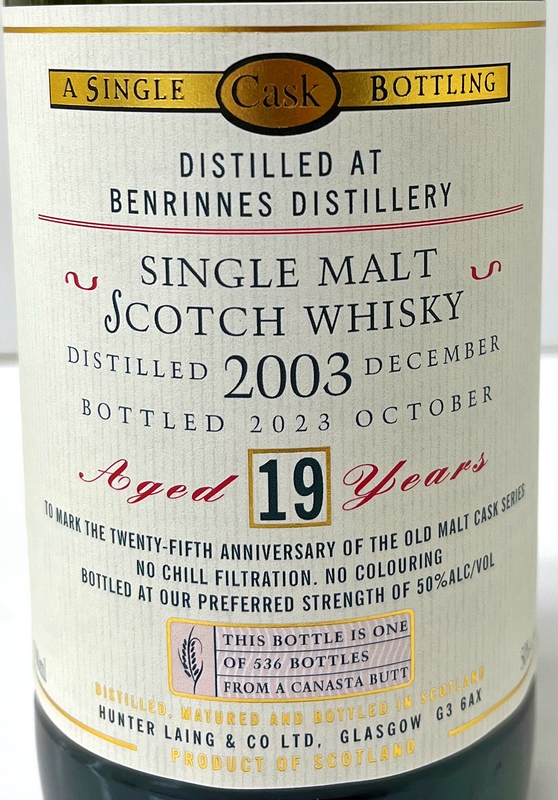 A SINGLE Cask BOTTLING
DISTILLED AT
BENRINNES DISTILLERY
SINGLE MALT
SCOTCH WHISKY
DISTILLED 2003 DECEMBER
BOTTLED 2023 OCTOBER
Aged 19 Years
TO MARK THE TWENTY-FIFTH ANNIVERSARY OF THE OLD MALT CASK SERIES
NO CHILL FILTRATION. NO COLOURING
BOTTLED AT OUR PREFERRED STRENGTH OF 50%ALC/VOL
THIS BOTTLE IS ONE
OF 536 BOTTLES
FROM A CANASTA BUTT
DISTILLED, MATURED AND BOTTLED IN SCOTLAND
HUNTER LAING & CO LTD, GLASGOW G3 6AX
PRODUCT OF SCOTLAND